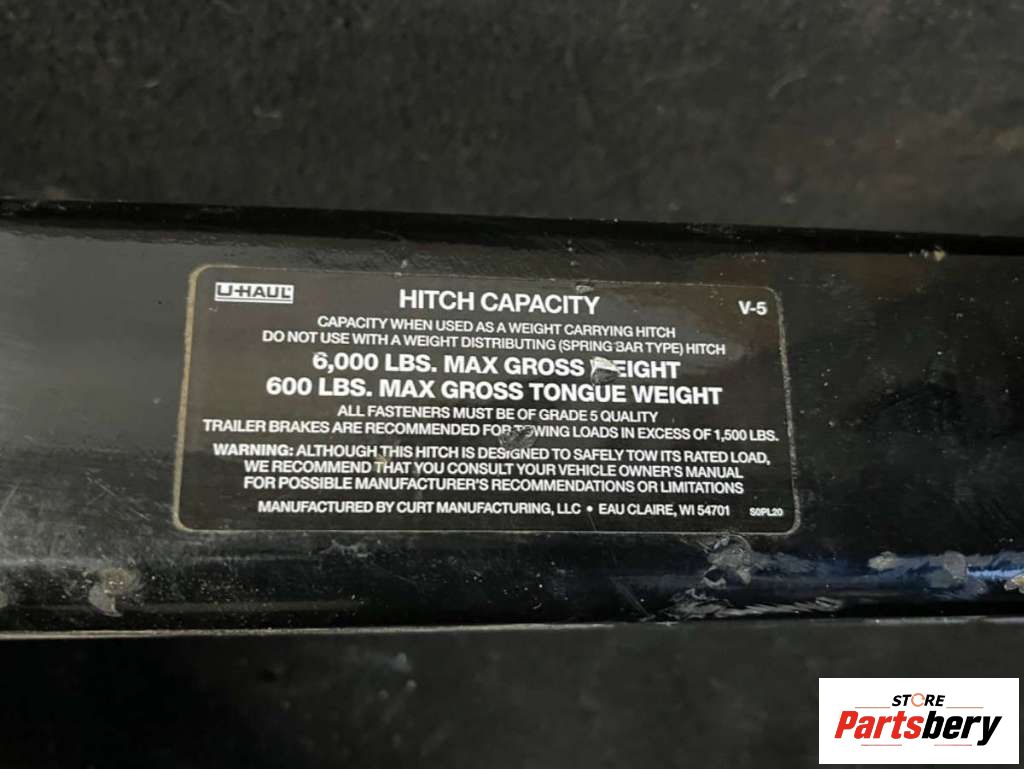 U-HAUL
HITCH CAPACITY
V-5
CAPACITY WHEN USED AS A WEIGHT CARRYING HITCH
DO NOT USE WITH A WEIGHT DISTRIBUTING (SPRING BAR TYPE) HITCH
6,000 LBS. MAX GROSS WEIGHT
600 LBS. MAX GROSS TONGUE WEIGHT
ALL FASTENERS MUST BE OF GRADE 5 QUALITY
TRAILER BRAKES ARE RECOMMENDED FOR TOWING LOADS IN EXCESS OF 1,500 LBS.
WARNING: ALTHOUGH THIS HITCH IS DESIGNED TO SAFELY TOW ITS RATED LOAD,
WE RECOMMEND THAT YOU CONSULT YOUR VEHICLE OWNER'S MANUAL
FOR POSSIBLE MANUFACTURER'S RECOMMENDATIONS OR LIMITATIONS
MANUFACTURED BY CURT MANUFACTURING, LLC • EAU CLAIRE, WI 54701 S0PL20
STORE
Partsbery